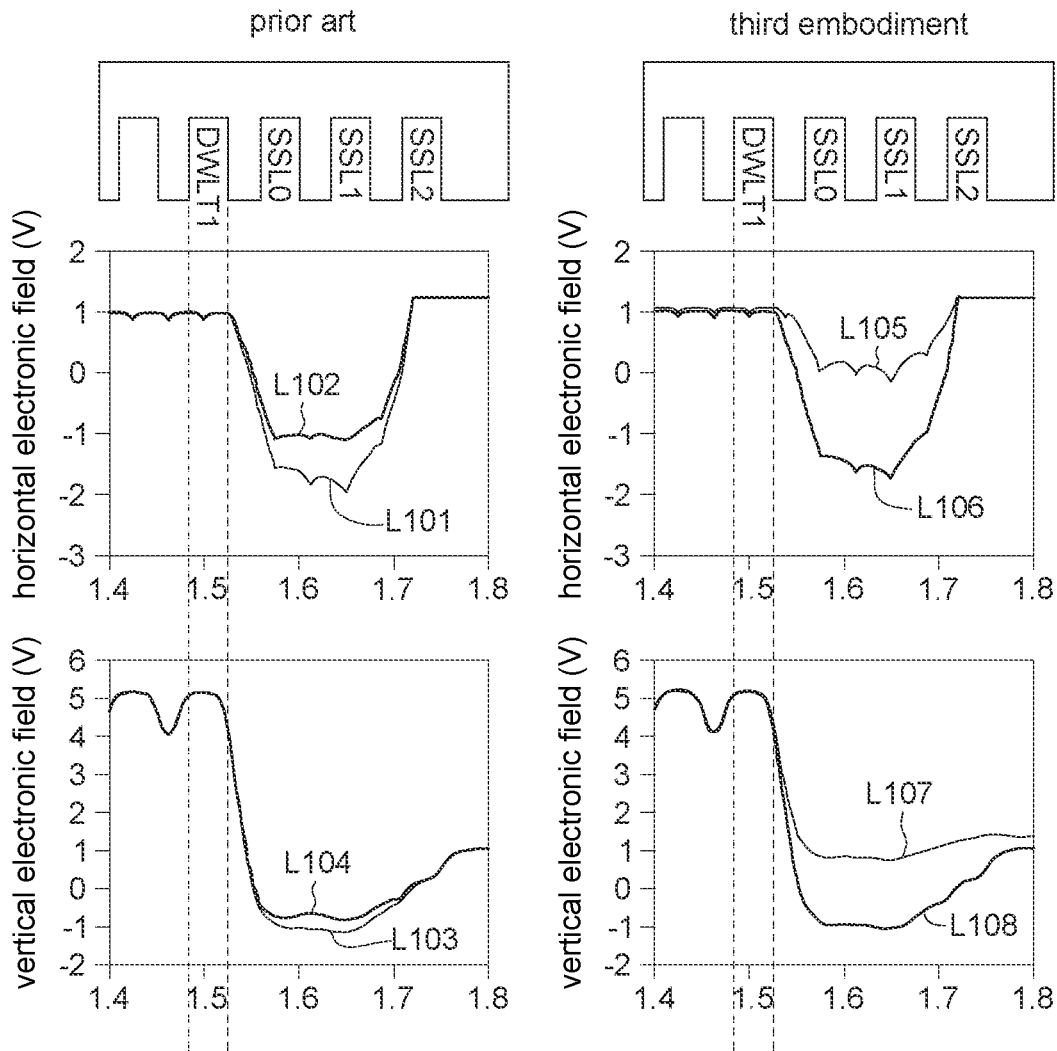 prior art
third embodiment
DWLT1
SSL0
SSL1
SSL2
DWLT1
SSL0
SSL1
SSL2
horizontal electronic field (V)
2
1
0
-1
-2
-3
L102
L101
1.4 1.5 1.6 1.7 1.8
horizontal electronic field (V)
2
1
0
-1
-2
-3
L105
L106
1.4 1.5 1.6 1.7 1.8
vertical electronic field (V)
6
5
4
3
2
1
0
-1
-2
L104
L103
1.4 1.5 1.6 1.7 1.8
vertical electronic field (V)
6
5
4
3
2
1
0
-1
-2
L107
L108
1.4 1.5 1.6 1.7 1.8